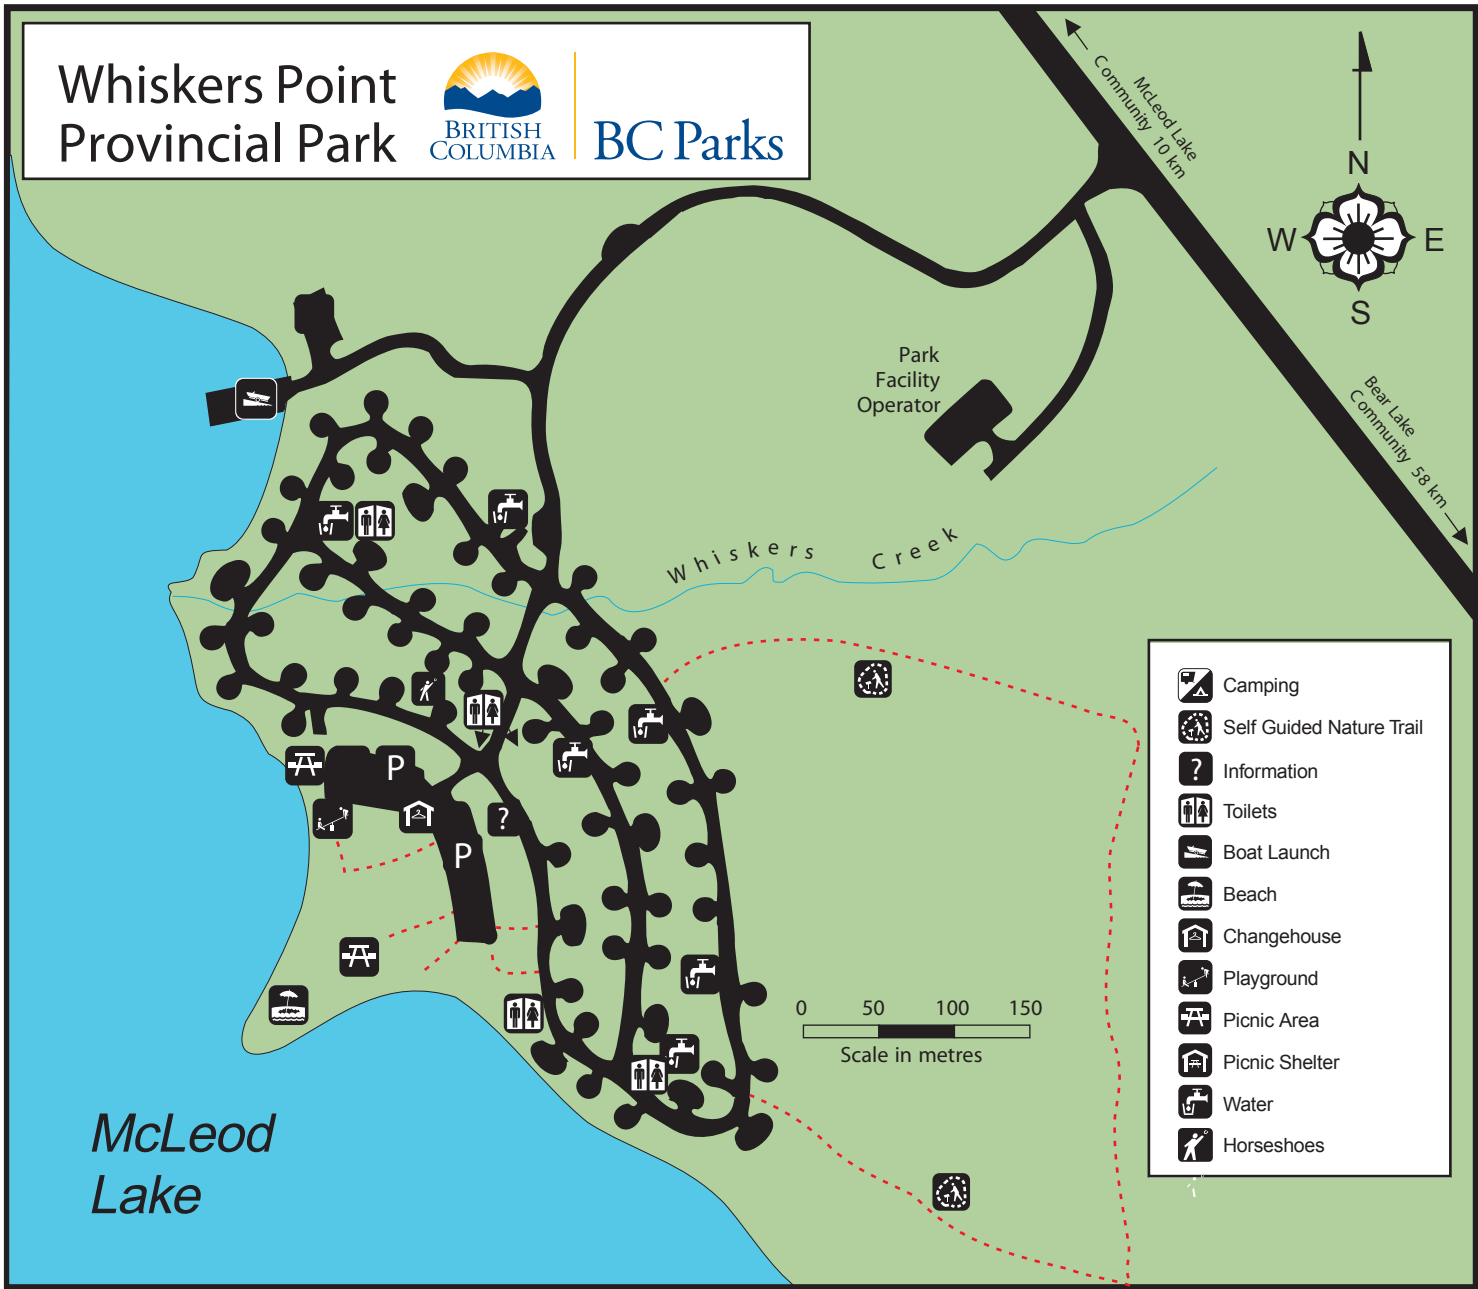 Whiskers Point
Provincial Park
BRITISH
COLUMBIA
BC Parks
McLeod Lake
Community 10 km
N
W
E
S
Park
Facility
Operator
Bear Lake
Community 58 km
Whiskers Creek
P
?
P
0 50 100 150
Scale in metres
McLeod
Lake
Camping
Self Guided Nature Trail
? Information
Toilets
Boat Launch
Beach
Changehouse
Playground
Picnic Area
Picnic Shelter
Water
Horseshoes